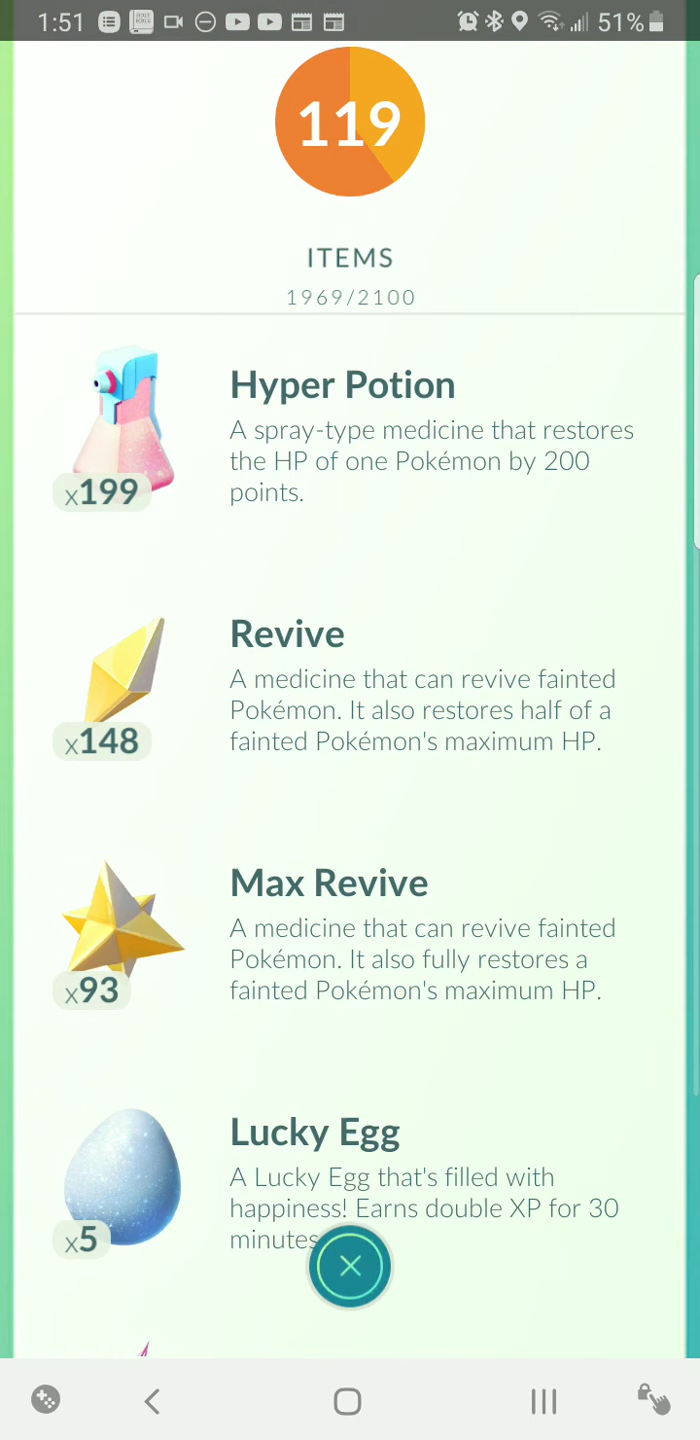 1:51
51%
119
ITEMS
1969/2100
Hyper Potion
A spray-type medicine that restores
the HP of one Pokémon by 200
points.
x199
Revive
A medicine that can revive fainted
Pokémon. It also restores half of a
fainted Pokémon's maximum HP.
x148
Max Revive
A medicine that can revive fainted
Pokémon. It also fully restores a
fainted Pokémon's maximum HP.
x93
Lucky Egg
A Lucky Egg that's filled with
happiness! Earns double XP for 30
minutes
x5